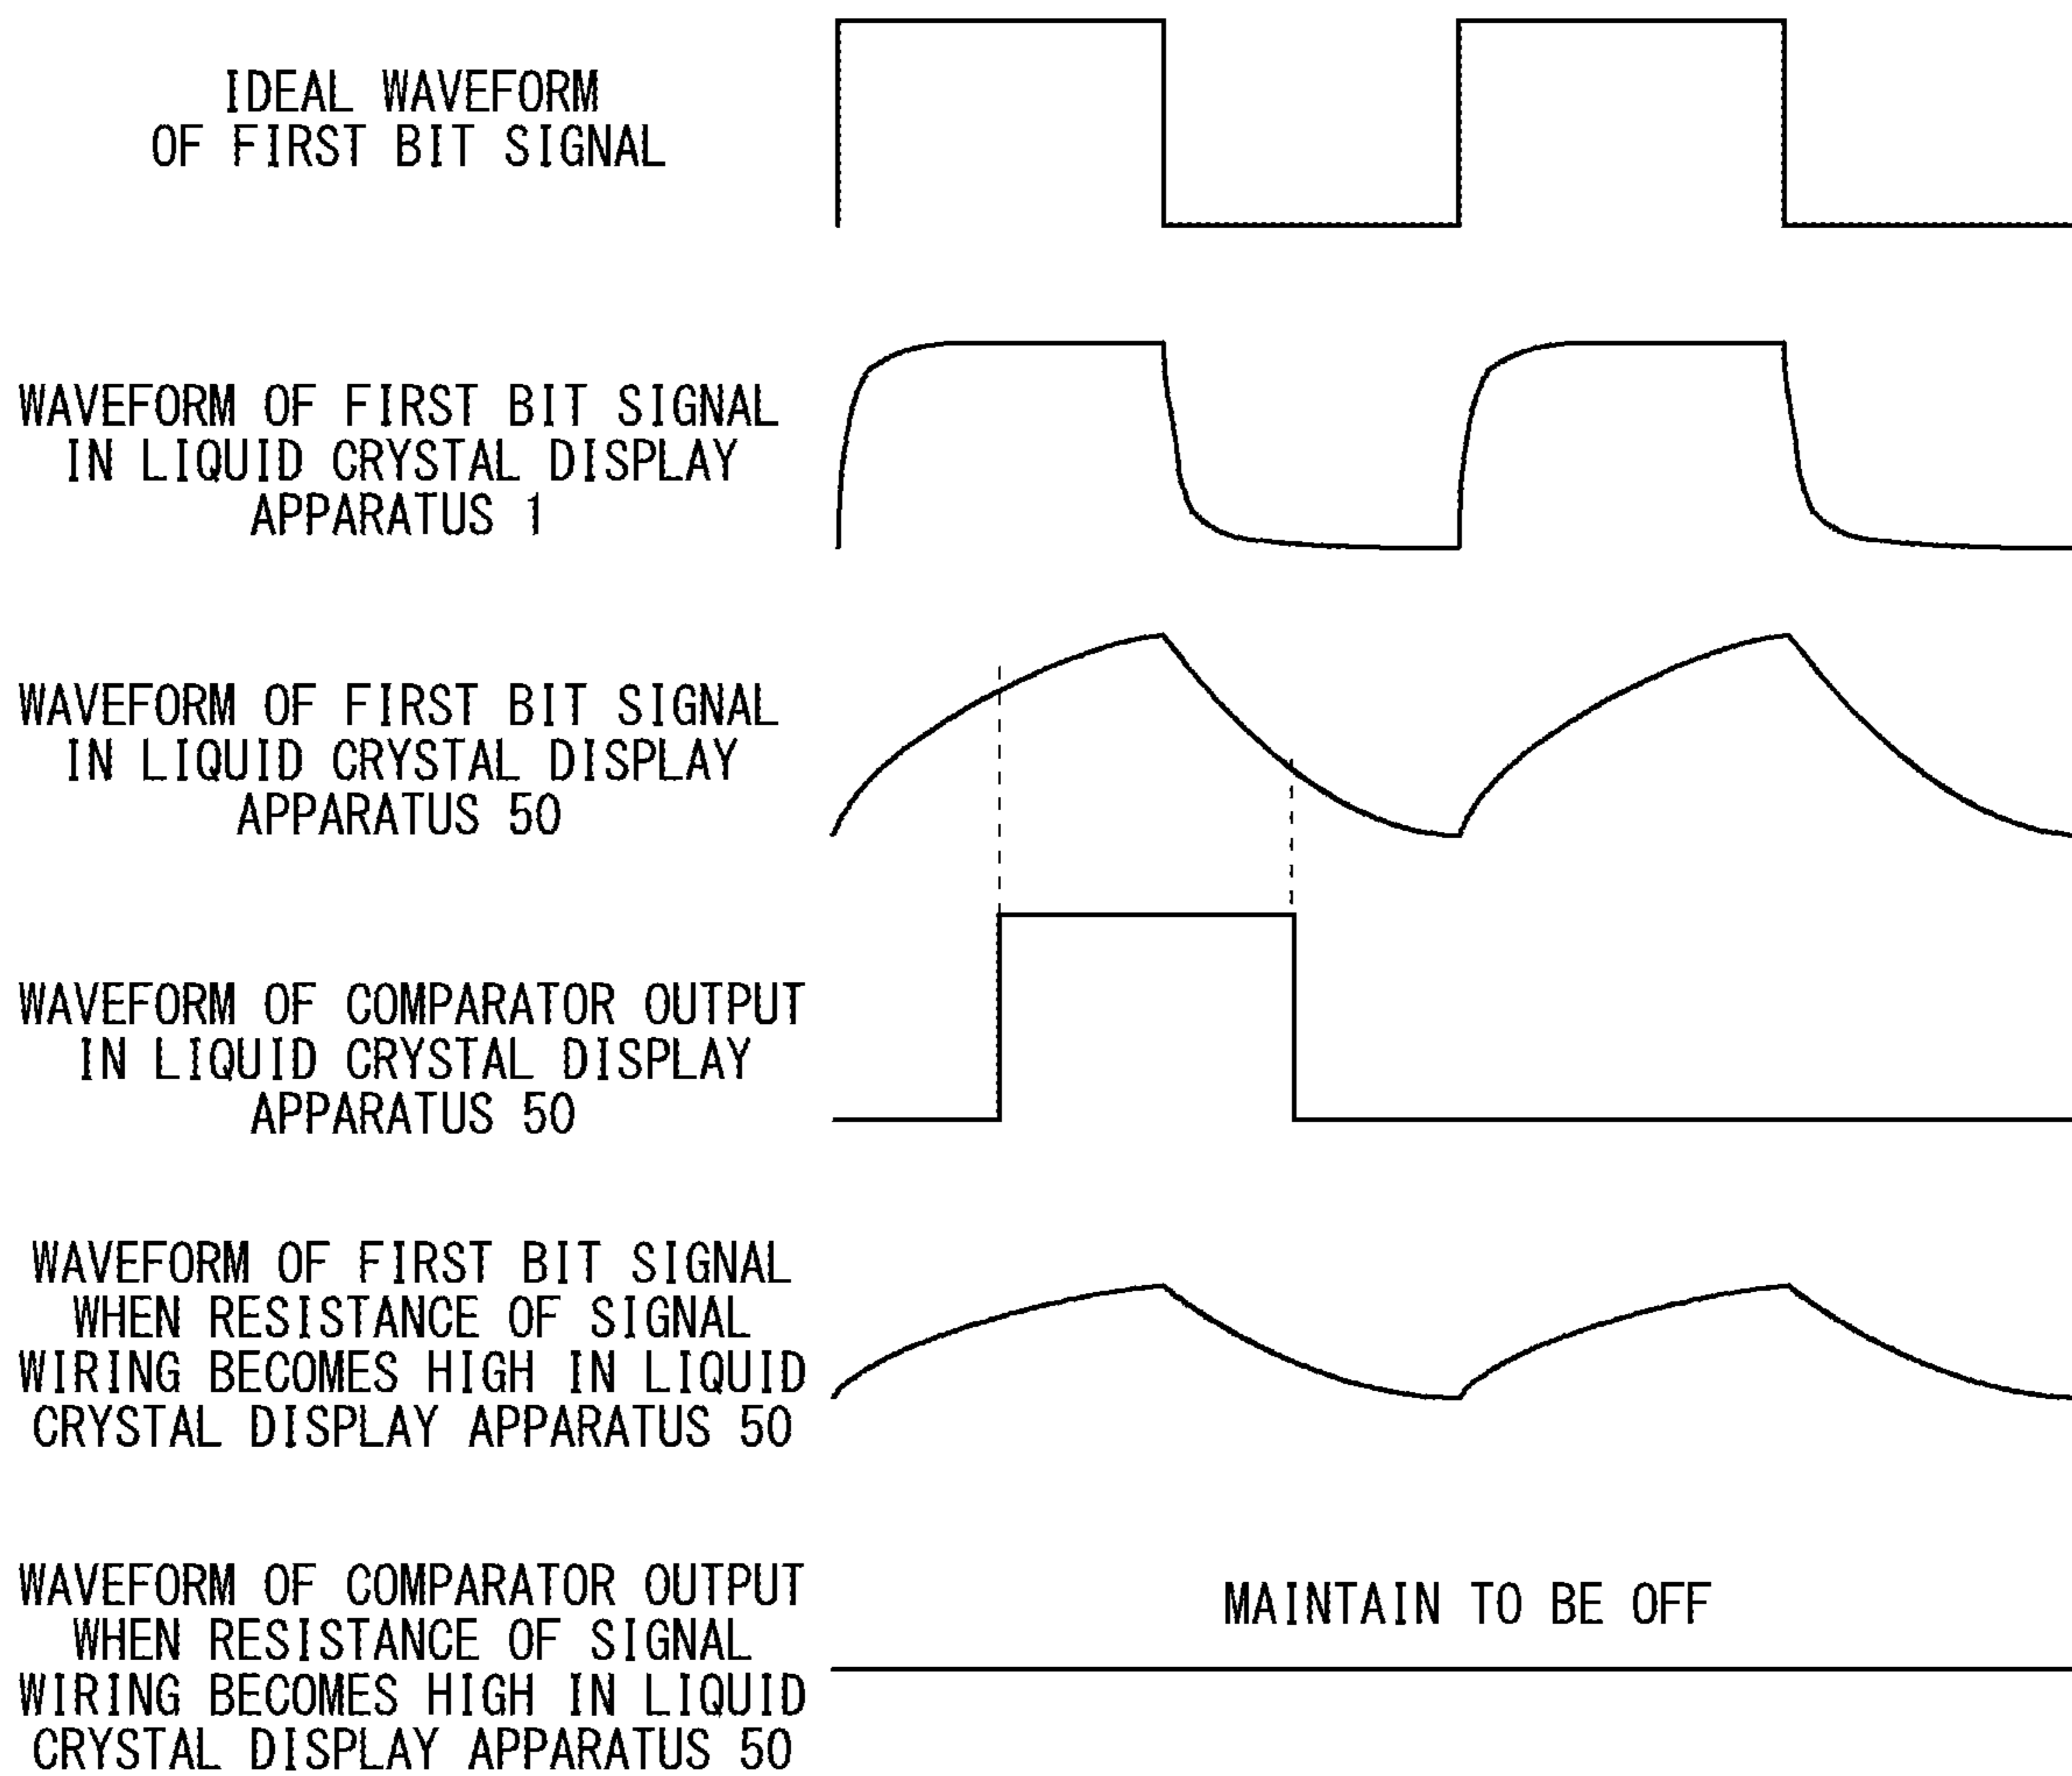 IDEAL WAVEFORM
OF FIRST BIT SIGNAL
WAVEFORM OF FIRST BIT SIGNAL
IN LIQUID CRYSTAL DISPLAY
APPARATUS 1
WAVEFORM OF FIRST BIT SIGNAL
IN LIQUID CRYSTAL DISPLAY
APPARATUS 50
WAVEFORM OF COMPARATOR OUTPUT
IN LIQUID CRYSTAL DISPLAY
APPARATUS 50
WAVEFORM OF FIRST BIT SIGNAL
WHEN RESISTANCE OF SIGNAL
WIRING BECOMES HIGH IN LIQUID
CRYSTAL DISPLAY APPARATUS 50
WAVEFORM OF COMPARATOR OUTPUT
WHEN RESISTANCE OF SIGNAL
WIRING BECOMES HIGH IN LIQUID
CRYSTAL DISPLAY APPARATUS 50
MAINTAIN TO BE OFF